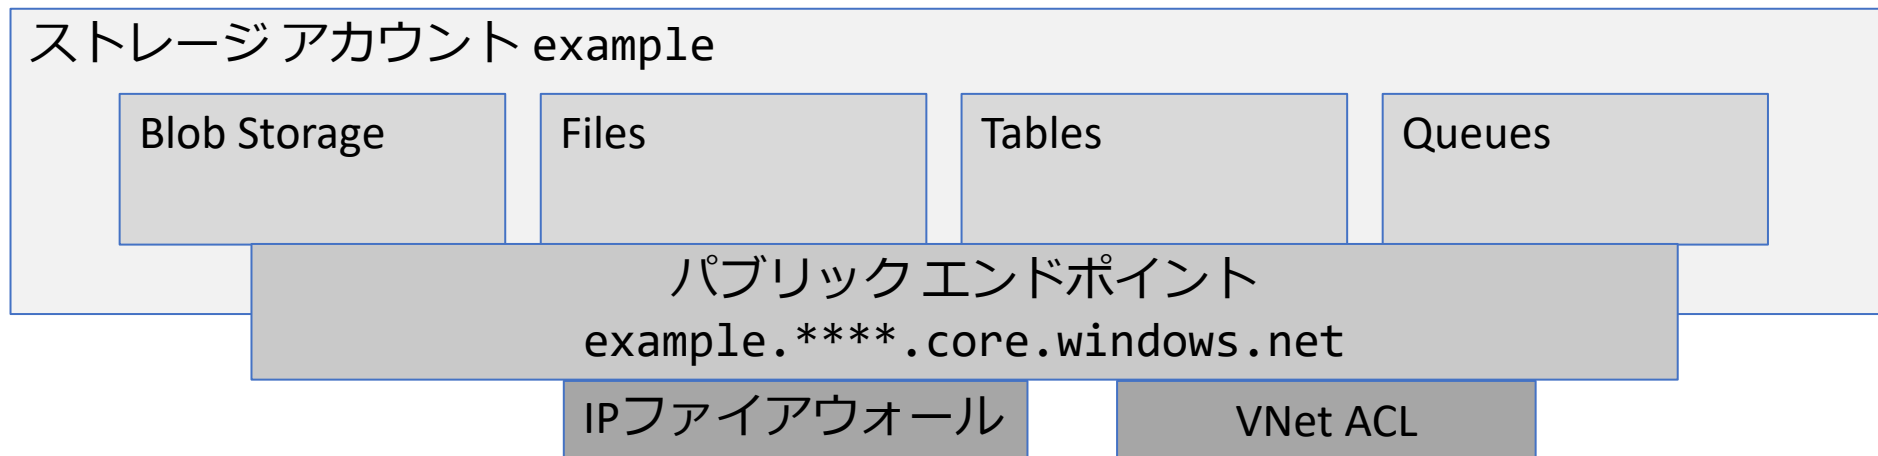 ストレージ アカウント example
Blob Storage
Files
Tables
Queues
パブリック エンドポイント
example.****.core.windows.net
IPファイアウォール
VNet ACL